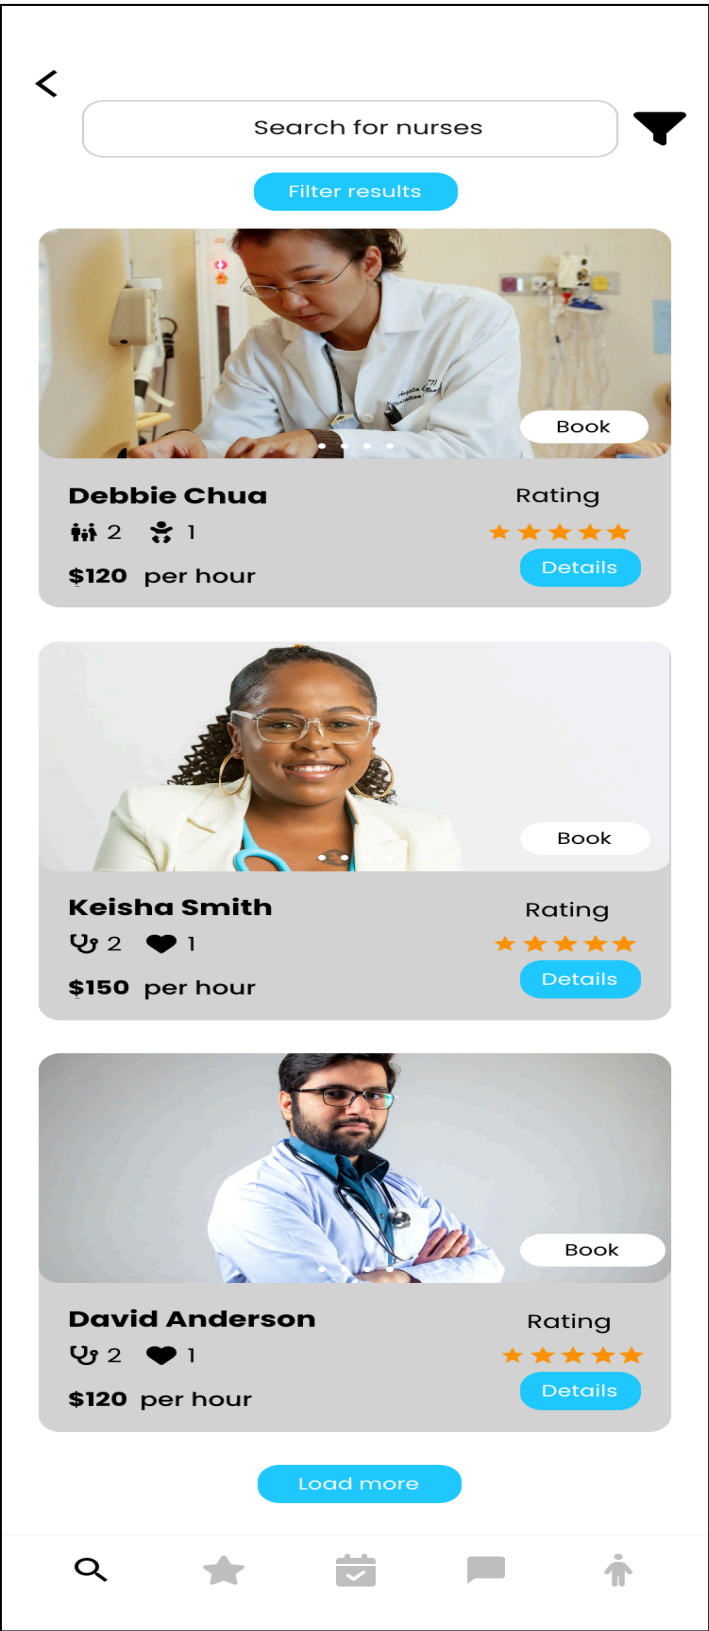 Search for nurses
Filter results
Book
Debbie Chua
Rating
2 1
Details
$120 per hour
Book
Keisha Smith
Rating
2 1
Details
$150 per hour
Book
David Anderson
Rating
2 1
Details
$120 per hour
Load more